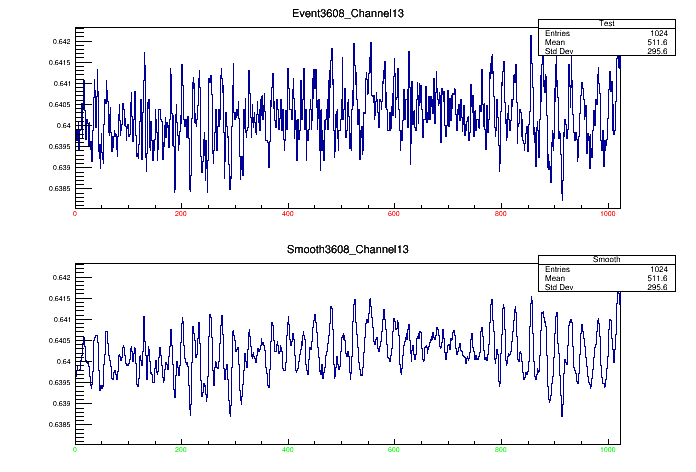 Event3608_Channel13
Test
Entries 1024
Mean 511.6
Std Dev 295.6
0.642
0.6415
0.641
0.6405
0.64
0.6395
0.639
0.6385
0 200 400 600 800 1000
Smooth3608_Channel13
Smooth
Entries 1024
Mean 511.6
Std Dev 295.6
0.642
0.6415
0.641
0.6405
0.64
0.6395
0.639
0.6385
0 200 400 600 800 1000